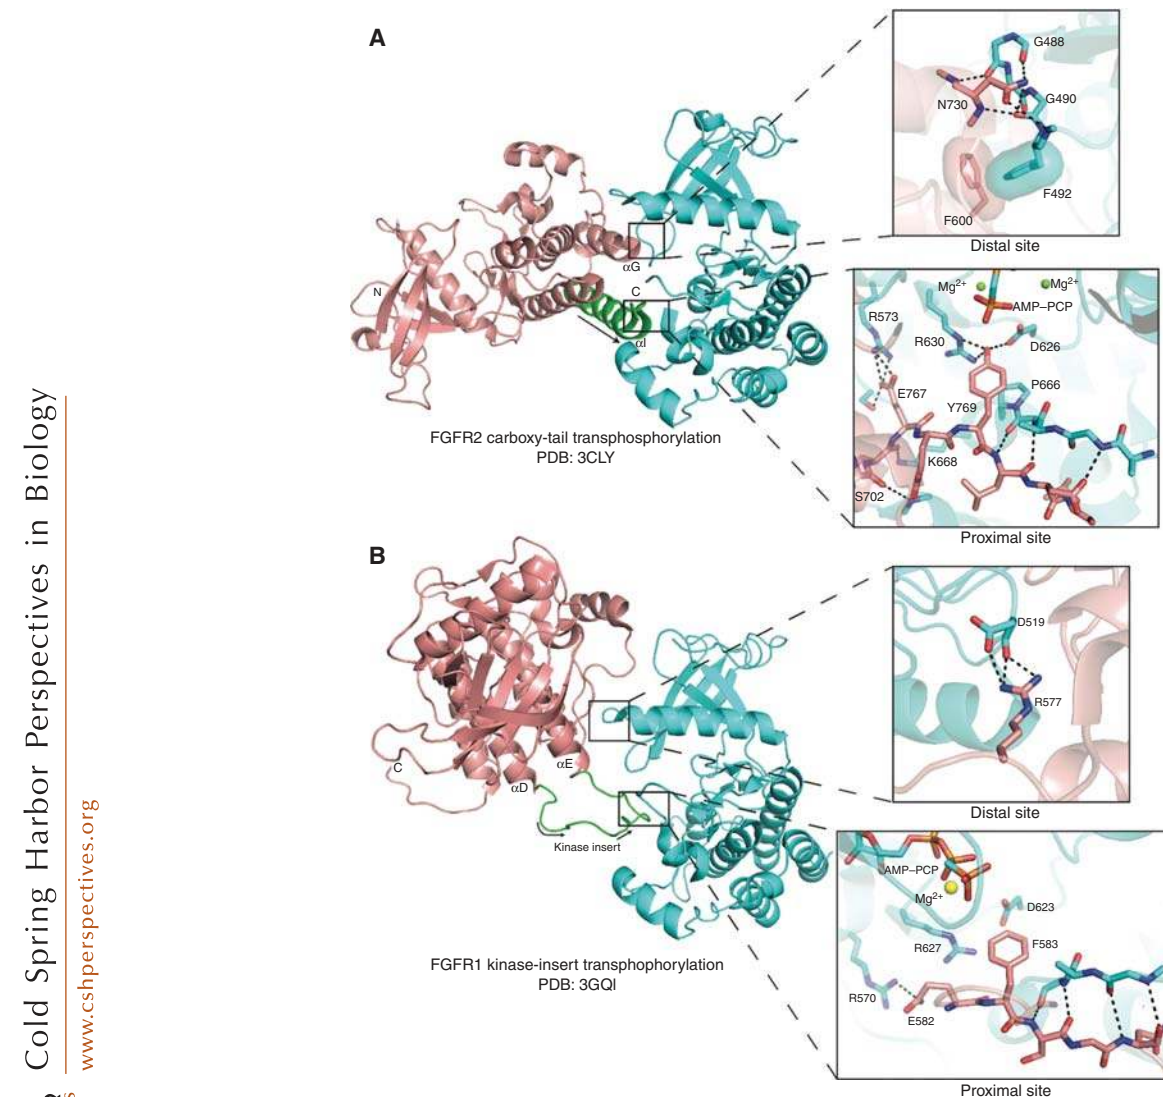 Cold Spring Harbor Perspectives in Biology
www.cshperspectives.org
A
N
αG
C
αI
FGFR2 carboxy-tail transphosphorylation
PDB: 3CLY
G488
N730
G490
F492
F600
Distal site
Mg2+
Mg2+
AMP–PCP
R573
R630
D626
P666
E767
Y769
K668
S702
Proximal site
B
C
αE
αD
Kinase insert
FGFR1 kinase-insert transphophorylation
PDB: 3GQI
D519
R577
Distal site
AMP–PCP
Mg2+
D623
R627
F583
R570
E582
Proximal site